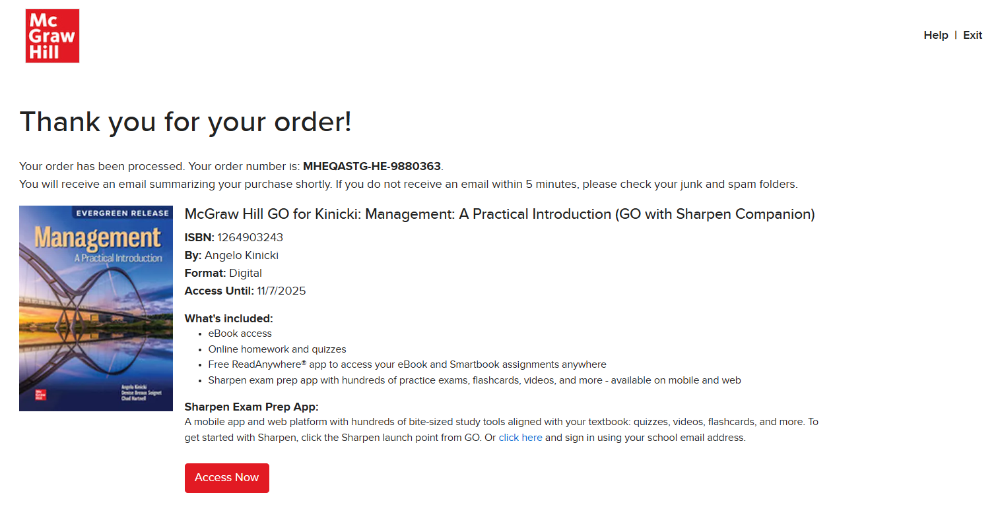 Mc
Graw
Hill
Help | Exit
Thank you for your order!
Your order has been processed. Your order number is: MHEQASTG-HE-9880363.
You will receive an email summarizing your purchase shortly. If you do not receive an email within 5 minutes, please check your junk and spam folders.
EVERGREEN RELEASE
Management
A Practical Introduction
Angelo Kinicki
Denise Breaux Soignet
Chad Hartnell
Mc
Graw
Hill
McGraw Hill GO for Kinicki: Management: A Practical Introduction (GO with Sharpen Companion)
ISBN: 1264903243
By: Angelo Kinicki
Format: Digital
Access Until: 11/7/2025
What's included:
• eBook access
• Online homework and quizzes
• Free ReadAnywhere® app to access your eBook and Smartbook assignments anywhere
• Sharpen exam prep app with hundreds of practice exams, flashcards, videos, and more - available on mobile and web
Sharpen Exam Prep App:
A mobile app and web platform with hundreds of bite-sized study tools aligned with your textbook: quizzes, videos, flashcards, and more. To
get started with Sharpen, click the Sharpen launch point from GO. Or click here and sign in using your school email address.
Access Now